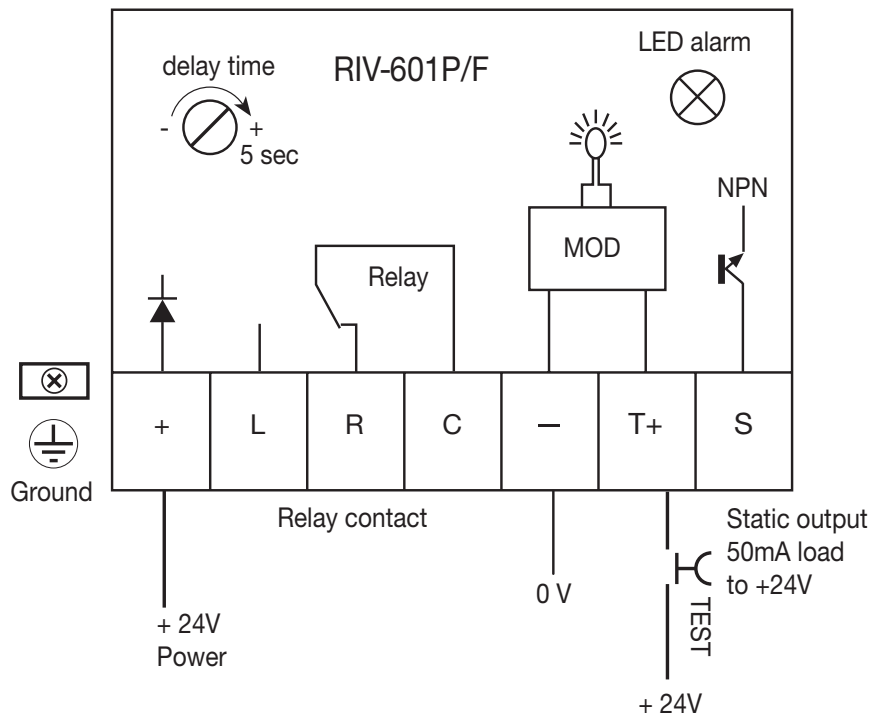 RIV-601P/F
LED alarm
delay time
- +
5 sec
NPN
MOD
Relay
+ L R C — T+ S
Ground
Relay contact
Static output
50mA load
to +24V
0 V
TEST
+ 24V
Power
+ 24V